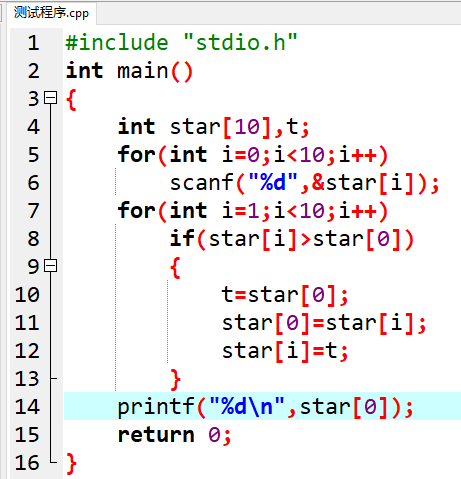 测试程序.cpp
1 #include "stdio.h"
2 int main()
3 {
4 int star[10],t;
5 for(int i=0;i<10;i++)
6 scanf("%d",&star[i]);
7 for(int i=1;i<10;i++)
8 if(star[i]>star[0])
9 {
10 t=star[0];
11 star[0]=star[i];
12 star[i]=t;
13 }
14 printf("%d\n",star[0]);
15 return 0;
16 }